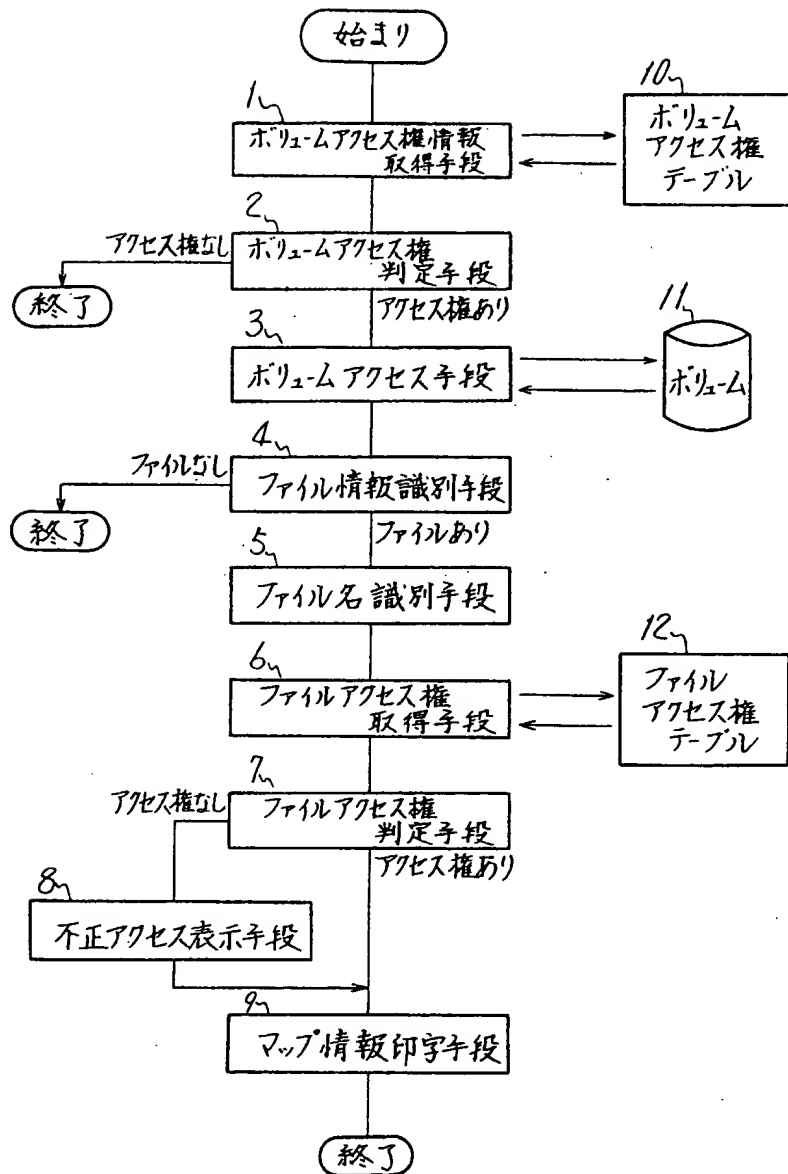 始まり
1
ボリュームアクセス権情報
取得手段
10
ボリューム
アクセス権
テーブル
2
アクセス権なし
ボリュームアクセス権
判定手段
終了
アクセス権あり
3
ボリュームアクセス手段
11
ボリューム
4
ファイルなし
ファイル情報識別手段
終了
ファイルあり
5
ファイル名識別手段
6
ファイルアクセス権
取得手段
12
ファイル
アクセス権
テーブル
7
アクセス権なし
ファイルアクセス権
判定手段
アクセス権あり
8
不正アクセス表示手段
9
マップ情報印字手段
終了